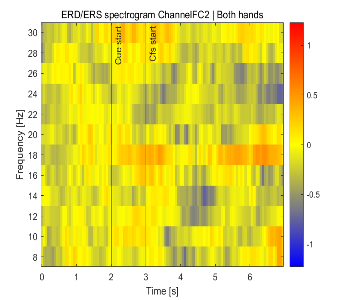 ERD/ERS spectrogram ChannelFC2 | Both hands
Frequency [Hz]
30
28
26
24
22
20
18
16
14
12
10
8
Cue start
Cfs start
1
0.5
0
-0.5
-1
0 1 2 3 4 5 6
Time [s]